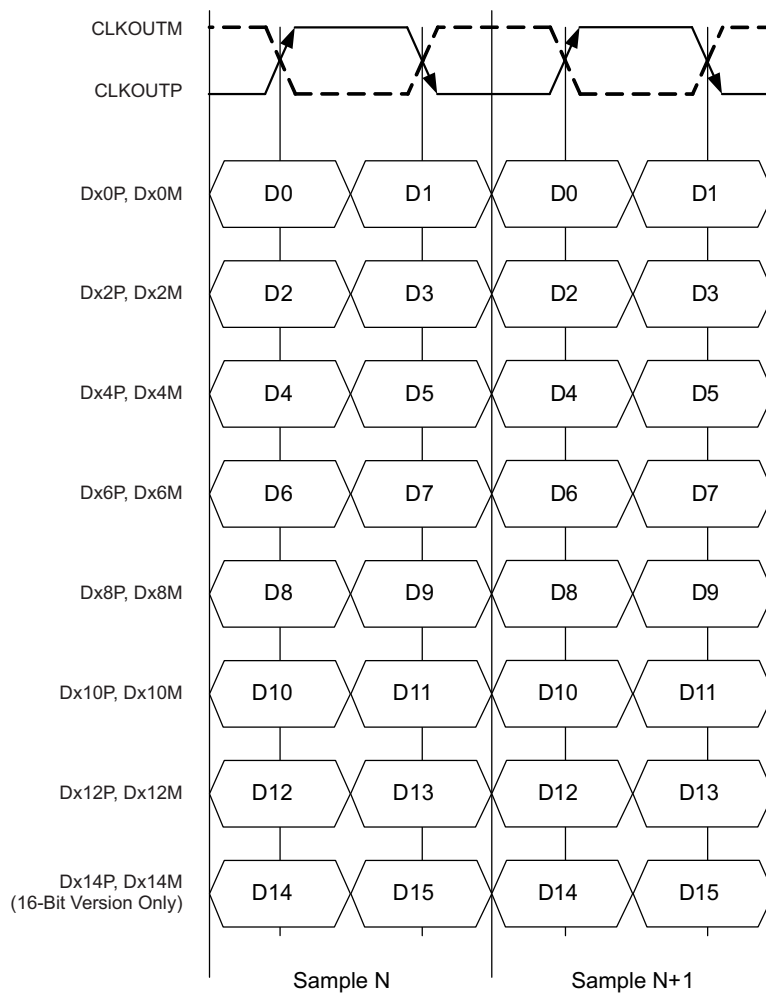 CLKOUTM
CLKOUTP
Dx0P, Dx0M
D0
D1
D0
D1
Dx2P, Dx2M
D2
D3
D2
D3
Dx4P, Dx4M
D4
D5
D4
D5
Dx6P, Dx6M
D6
D7
D6
D7
Dx8P, Dx8M
D8
D9
D8
D9
Dx10P, Dx10M
D10
D11
D10
D11
Dx12P, Dx12M
D12
D13
D12
D13
Dx14P, Dx14M
(16-Bit Version Only)
D14
D15
D14
D15
Sample N
Sample N+1